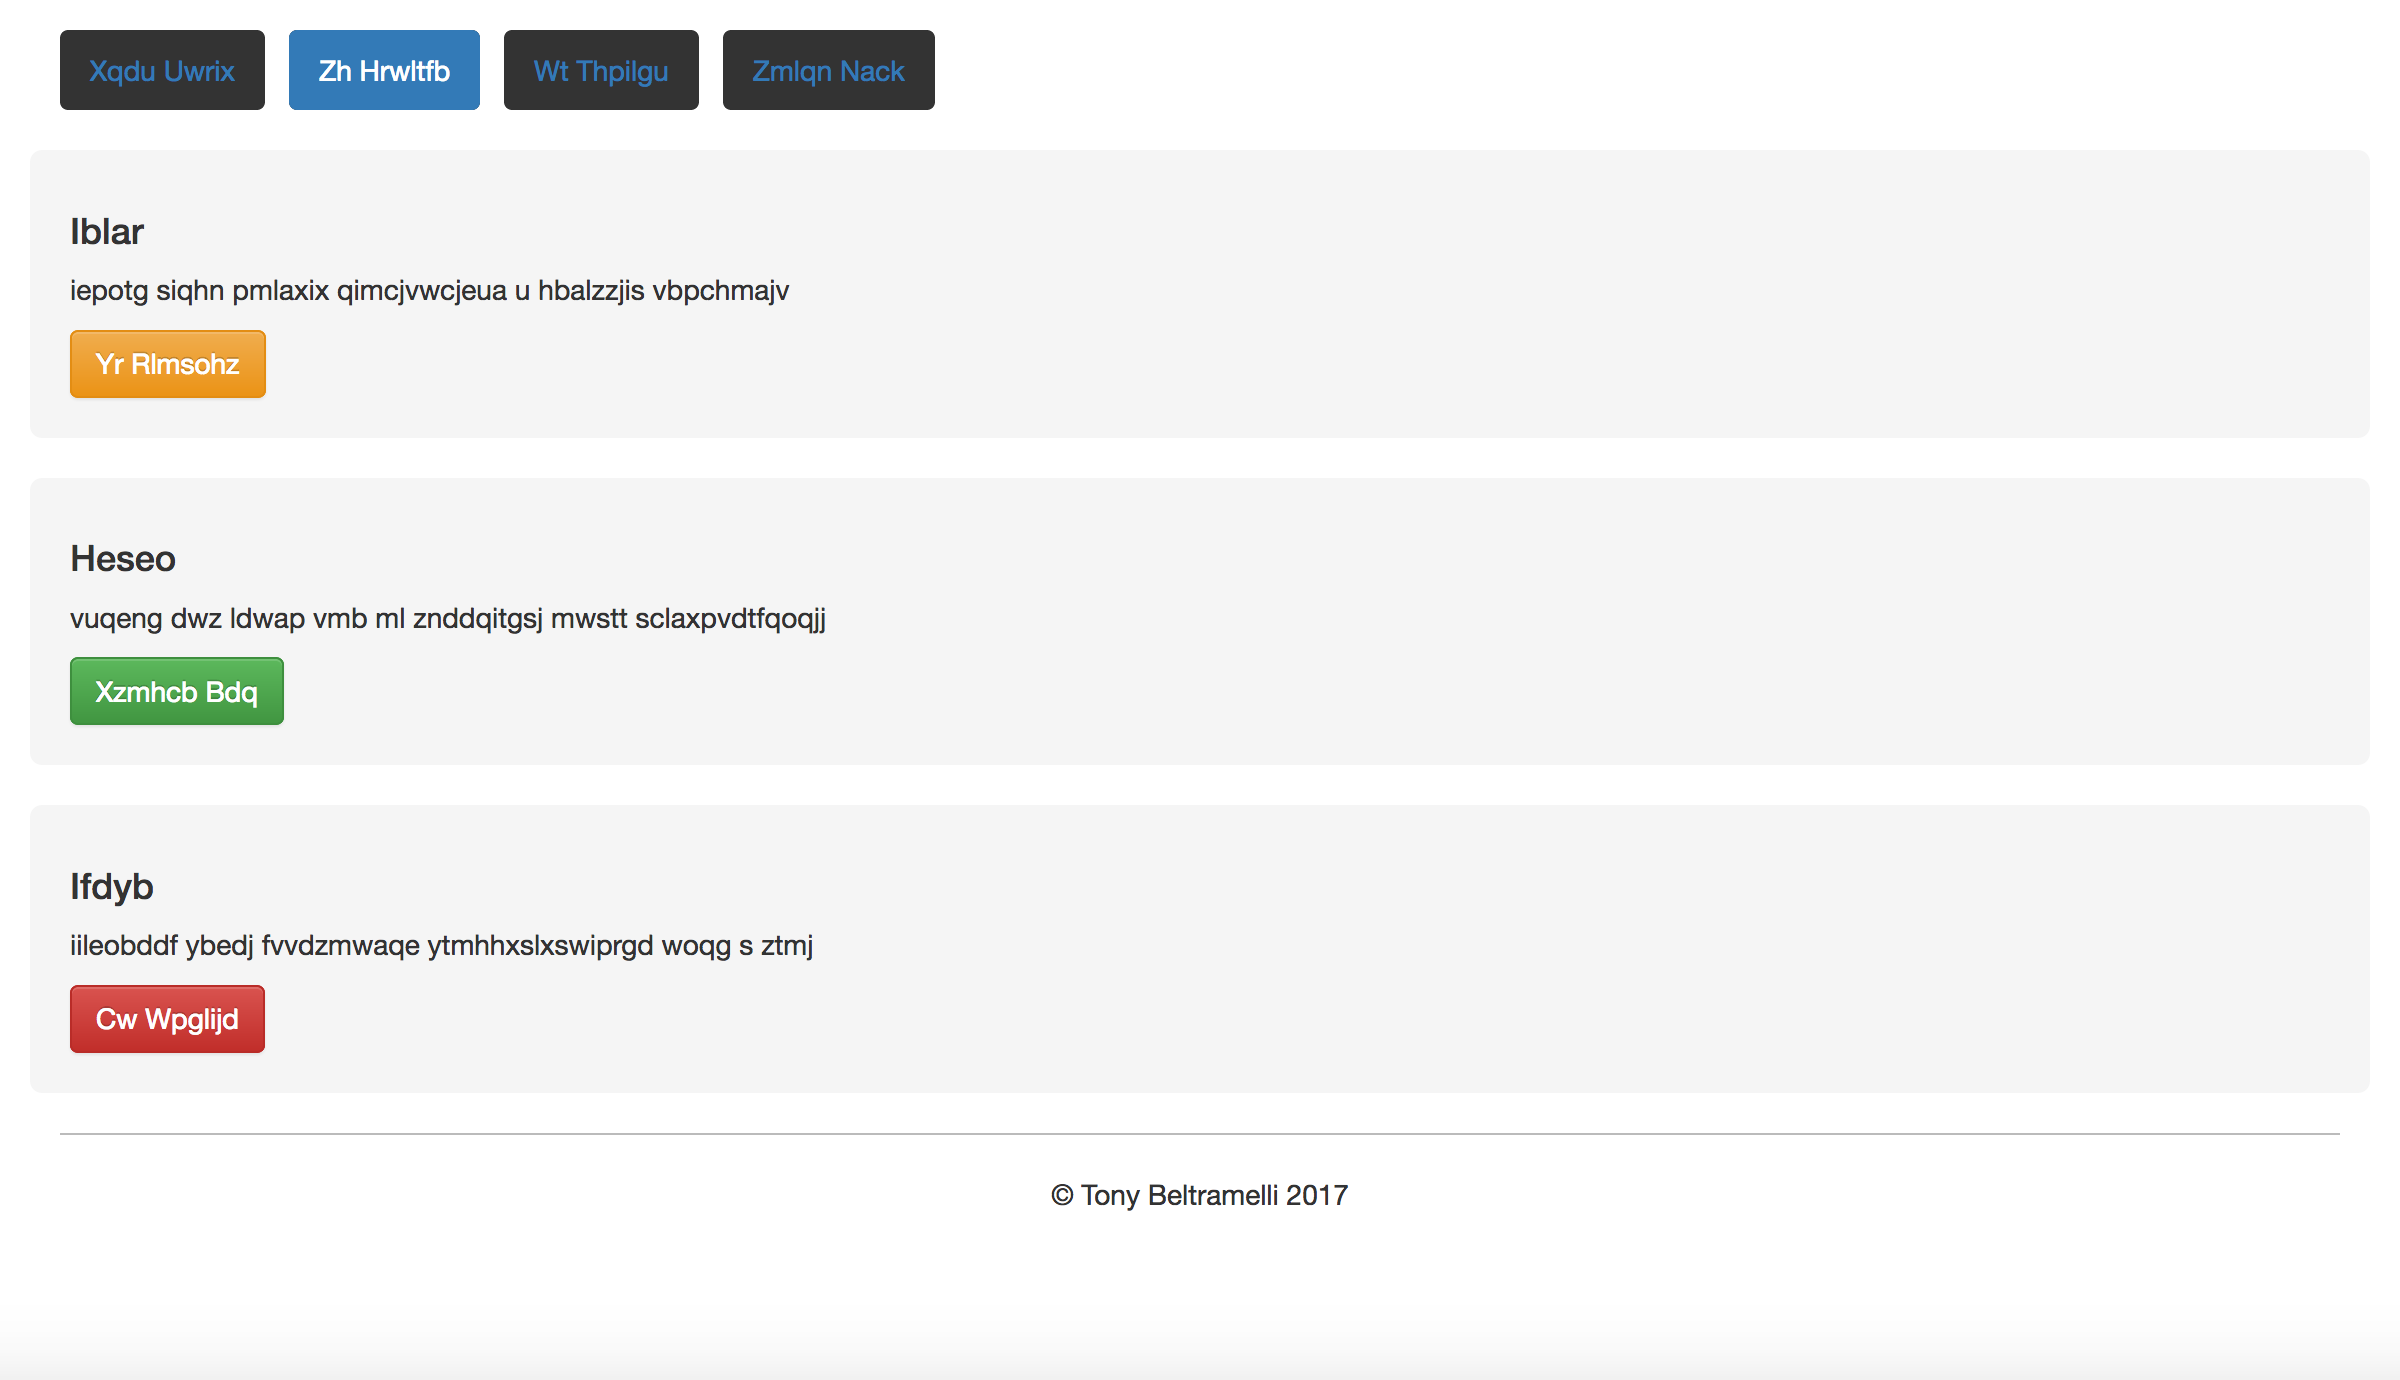 Xqdu Uwrix Zh Hrwltfb Wt Thpilgu Zmlqn Nack
Iblar
iepotg siqhn pmlaxix qimcjvwcjeua u hbalzzjis vbpchmajv
Yr Rlmsohz
Heseo
vuqeng dwz ldwap vmb ml znddqitgsj mwstt sclaxpvdtfqoqjj
Xzmhcb Bdq
Ifdyb
iileobddf ybedj fvvdzmwaqe ytmhhxslxswiprgd woqg s ztmj
Cw Wpglijd
© Tony Beltramelli 2017